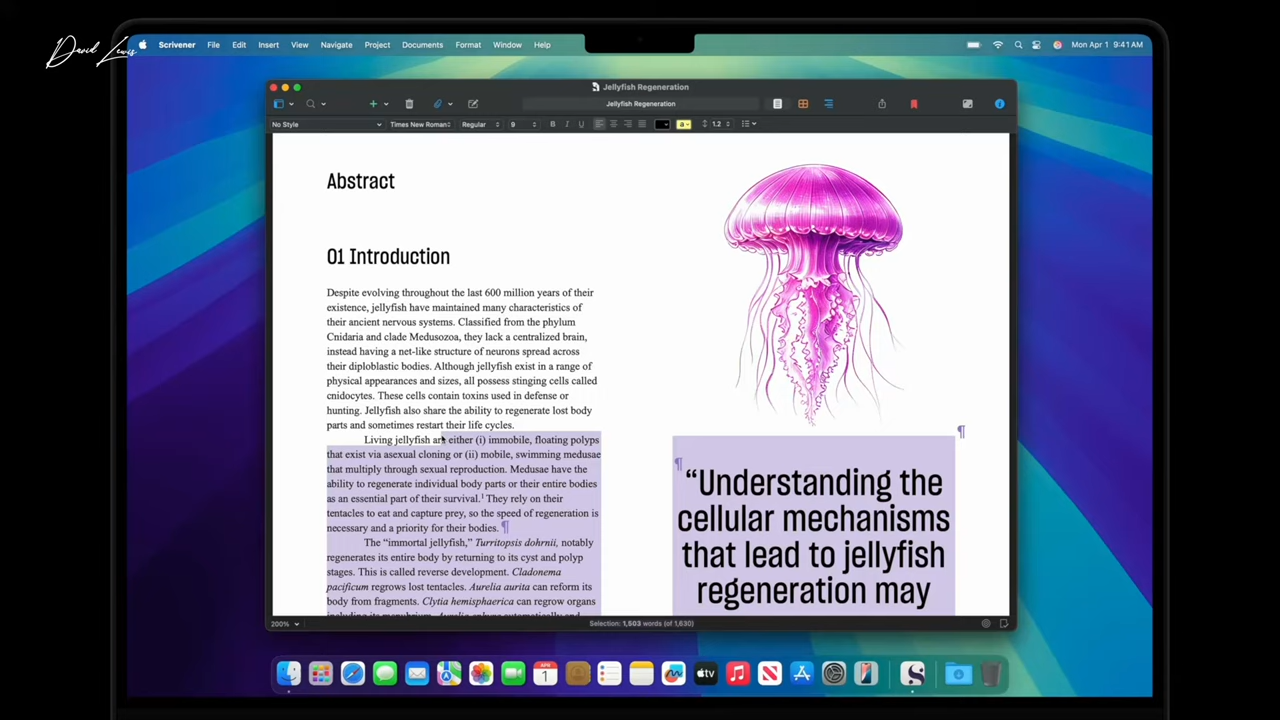 David Lewis
Scrivener File Edit Insert View Navigate Project Documents Format Window Help Mon Apr 1 9:41 AM
Jellyfish Regeneration
Jellyfish Regeneration
No Style Times New Roman Regular 9 B I U a 1.2
Abstract
01 Introduction
Despite evolving throughout the last 600 million years of their
existence, jellyfish have maintained many characteristics of
their ancient nervous systems. Classified from the phylum
Cnidaria and clade Medusozoa, they lack a centralized brain,
instead having a net-like structure of neurons spread across
their diploblastic bodies. Although jellyfish exist in a range of
physical appearances and sizes, all possess stinging cells called
cnidocytes. These cells contain toxins used in defense or
hunting. Jellyfish also share the ability to regenerate lost body
parts and sometimes restart their life cycles.
Living jellyfish are either (i) immobile, floating polyps
that exist via asexual cloning or (ii) mobile, swimming medusae
that multiply through sexual reproduction. Medusae have the
ability to regenerate individual body parts or their entire bodies
as an essential part of their survival.¹ They rely on their
tentacles to eat and capture prey, so the speed of regeneration is
necessary and a priority for their bodies. ¶
The “immortal jellyfish,” Turritopsis dohrnii, notably
regenerates its entire body by returning to its cyst and polyp
stages. This is called reverse development. Cladonema
pacificum regrows lost tentacles. Aurelia aurita can reform its
body from fragments. Clytia hemisphaerica can regrow organs
¶
¶
“Understanding the
cellular mechanisms
that lead to jellyfish
regeneration may
200% Selection: 1,503 words (of 1,630)
APR
1
tv